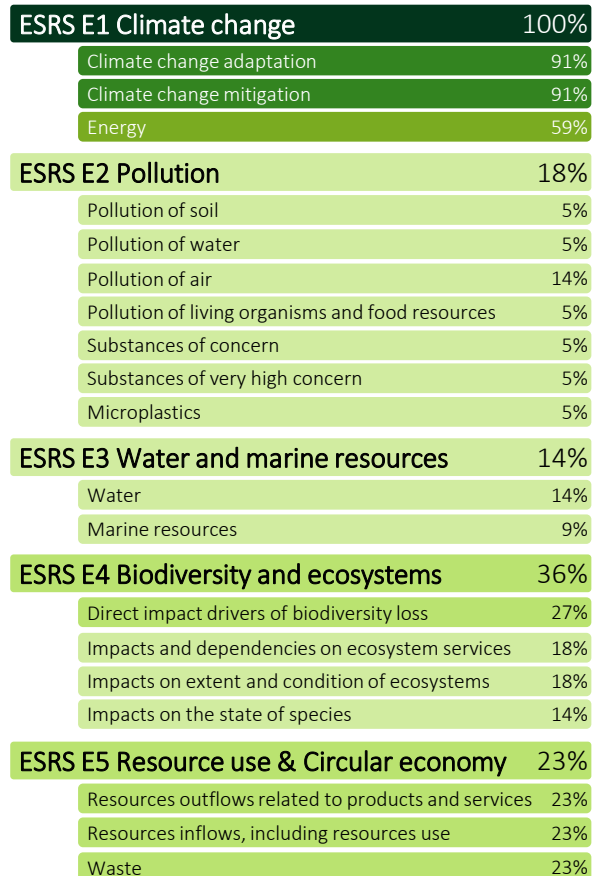 ESRS E1 Climate change 100%
Climate change adaptation 91%
Climate change mitigation 91%
Energy 59%
ESRS E2 Pollution 18%
Pollution of soil 5%
Pollution of water 5%
Pollution of air 14%
Pollution of living organisms and food resources 5%
Substances of concern 5%
Substances of very high concern 5%
Microplastics 5%
ESRS E3 Water and marine resources 14%
Water 14%
Marine resources 9%
ESRS E4 Biodiversity and ecosystems 36%
Direct impact drivers of biodiversity loss 27%
Impacts and dependencies on ecosystem services 18%
Impacts on extent and condition of ecosystems 18%
Impacts on the state of species 14%
ESRS E5 Resource use & Circular economy 23%
Resources outflows related to products and services 23%
Resources inflows, including resources use 23%
Waste 23%